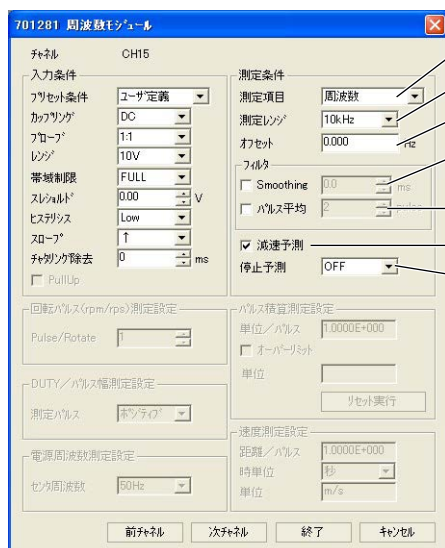 701281 周波数ﾓｼﾞｭｰﾙ
ﾁｬﾈﾙ CH15
入力条件
ﾌﾟﾘｾｯﾄ条件 ﾕｰｻﾞ定義
ｶｯﾌﾟﾘﾝｸﾞ DC
ﾌﾟﾛｰﾌﾞ 1:1
ﾚﾝｼﾞ 10V
帯域制限 FULL
ｽﾚｼｮﾙﾄﾞ 0.00 V
ﾋｽﾃﾘｼｽ Low
ｽﾛｰﾌﾟ ↑
ﾁｬﾀﾘﾝｸﾞ除去 0 ms
PullUp
測定条件
測定項目 周波数
測定ﾚﾝｼﾞ 10kHz
ｵﾌｾｯﾄ 0.000 Hz
ﾌｨﾙﾀ
Smoothing 0.0 ms
ﾊﾟﾙｽ平均 2 pulse
減速予測
停止予測 OFF
回転ﾊﾟﾙｽ(rpm/rps)測定設定
Pulse/Rotate 1
DUTY／ﾊﾟﾙｽ幅測定設定
測定ﾊﾟﾙｽ ﾎﾟｼﾞﾃｨﾌﾞ
電源周波数測定設定
ｾﾝﾀ周波数 50Hz
ﾊﾟﾙｽ積算測定設定
単位／ﾊﾟﾙｽ 1.0000E+000
ｵｰﾊﾞｰﾘﾐｯﾄ
単位
ﾘｾｯﾄ実行
速度測定設定
距離／ﾊﾟﾙｽ 1.0000E+000
時単位 秒
単位 m/s
前ﾁｬﾈﾙ 次ﾁｬﾈﾙ 終了 ｷｬﾝｾﾙ